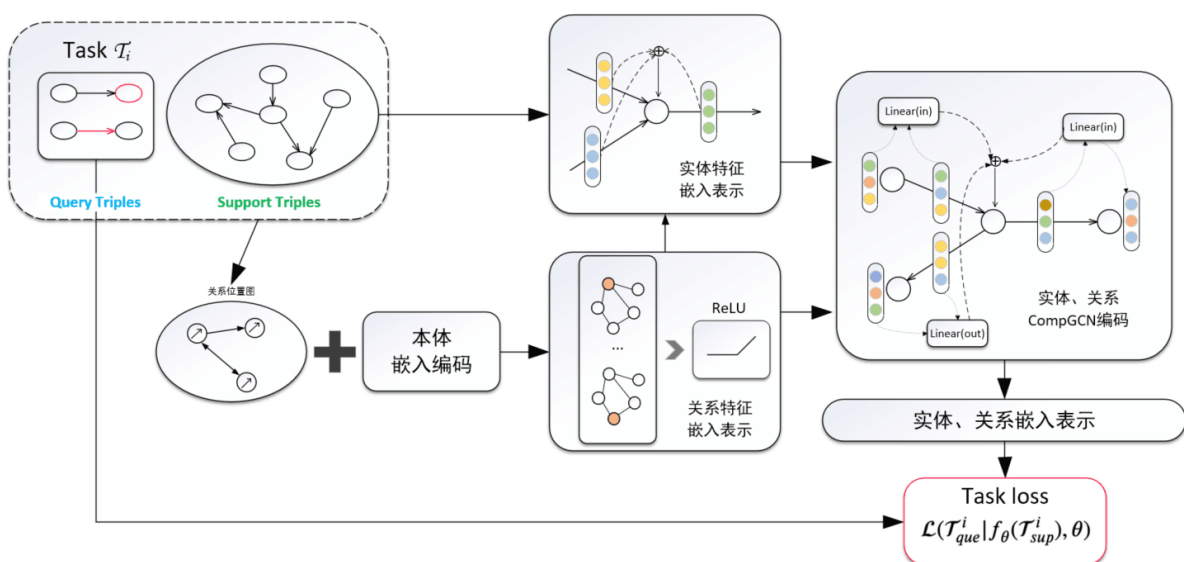 Task 𝒯ᵢ
Query Triples
Support Triples
实体特征
嵌入表示
Linear(in)
Linear(in)
Linear(out)
实体、关系
CompGCN编码
关系位置图
本体
嵌入编码
...
ReLU
关系特征
嵌入表示
实体、关系嵌入表示
Task loss
ℒ(𝒯ⁱ_que|f_θ(𝒯ⁱ_sup),θ)